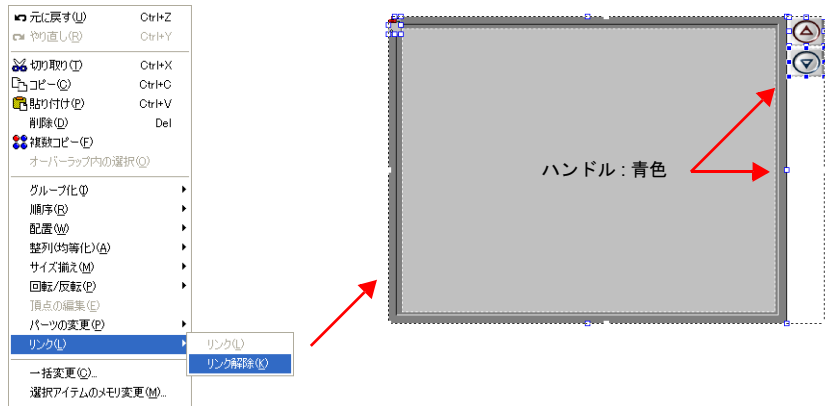 元に戻す(U) Ctrl+Z
やり直し(R) Ctrl+Y
切り取り(T) Ctrl+X
コピー(C) Ctrl+C
貼り付け(P) Ctrl+V
削除(D) Del
複数コピー(F)
オーバーラップ内の選択(O)
グループ化(I)
順序(R)
配置(W)
整列(均等化)(A)
サイズ揃え(M)
回転/反転(P)
頂点の編集(E)
パーツの変更(P)
リンク(L)
リンク(L)
リンク解除(K)
一括変更(C)...
選択アイテムのメモリ変更(M)...
ハンドル : 青色